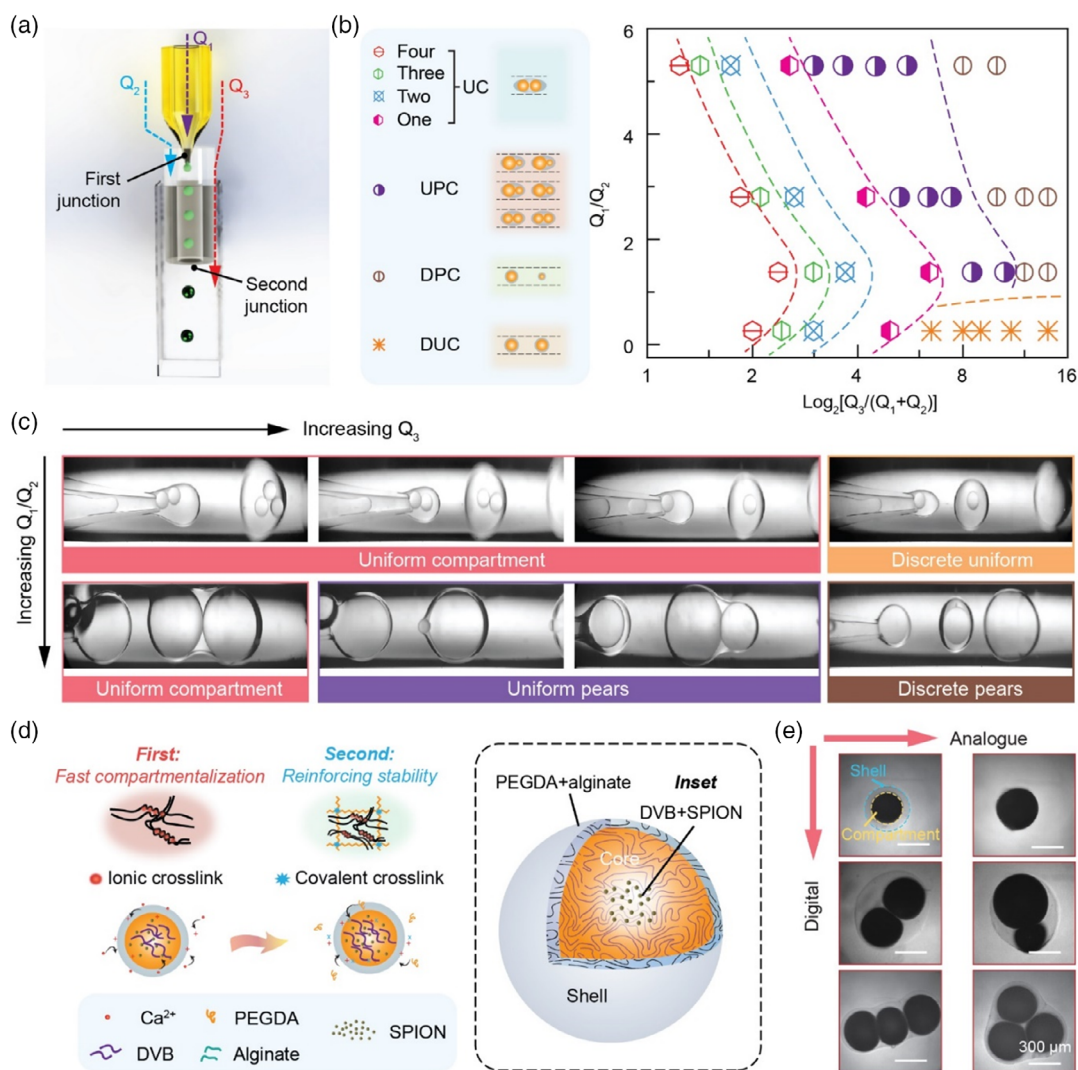 (a)
Q1
Q2
Q3
First
junction
Second
junction
(b)
Four
Three
Two
One
UC
UPC
DPC
DUC
Q1/Q2
6
4
2
0
1
2
4
8
16
Log2[Q3/(Q1+Q2)]
(c)
Increasing Q3
Increasing Q1/Q2
Uniform compartment
Discrete uniform
Uniform compartment
Uniform pears
Discrete pears
(d)
First:
Fast compartmentalization
Second:
Reinforcing stability
Ionic crosslink
Covalent crosslink
Ca2+
PEGDA
SPION
DVB
Alginate
PEGDA+alginate
Inset
DVB+SPION
Core
Shell
(e)
Analogue
Digital
Shell
Compartment
300 µm